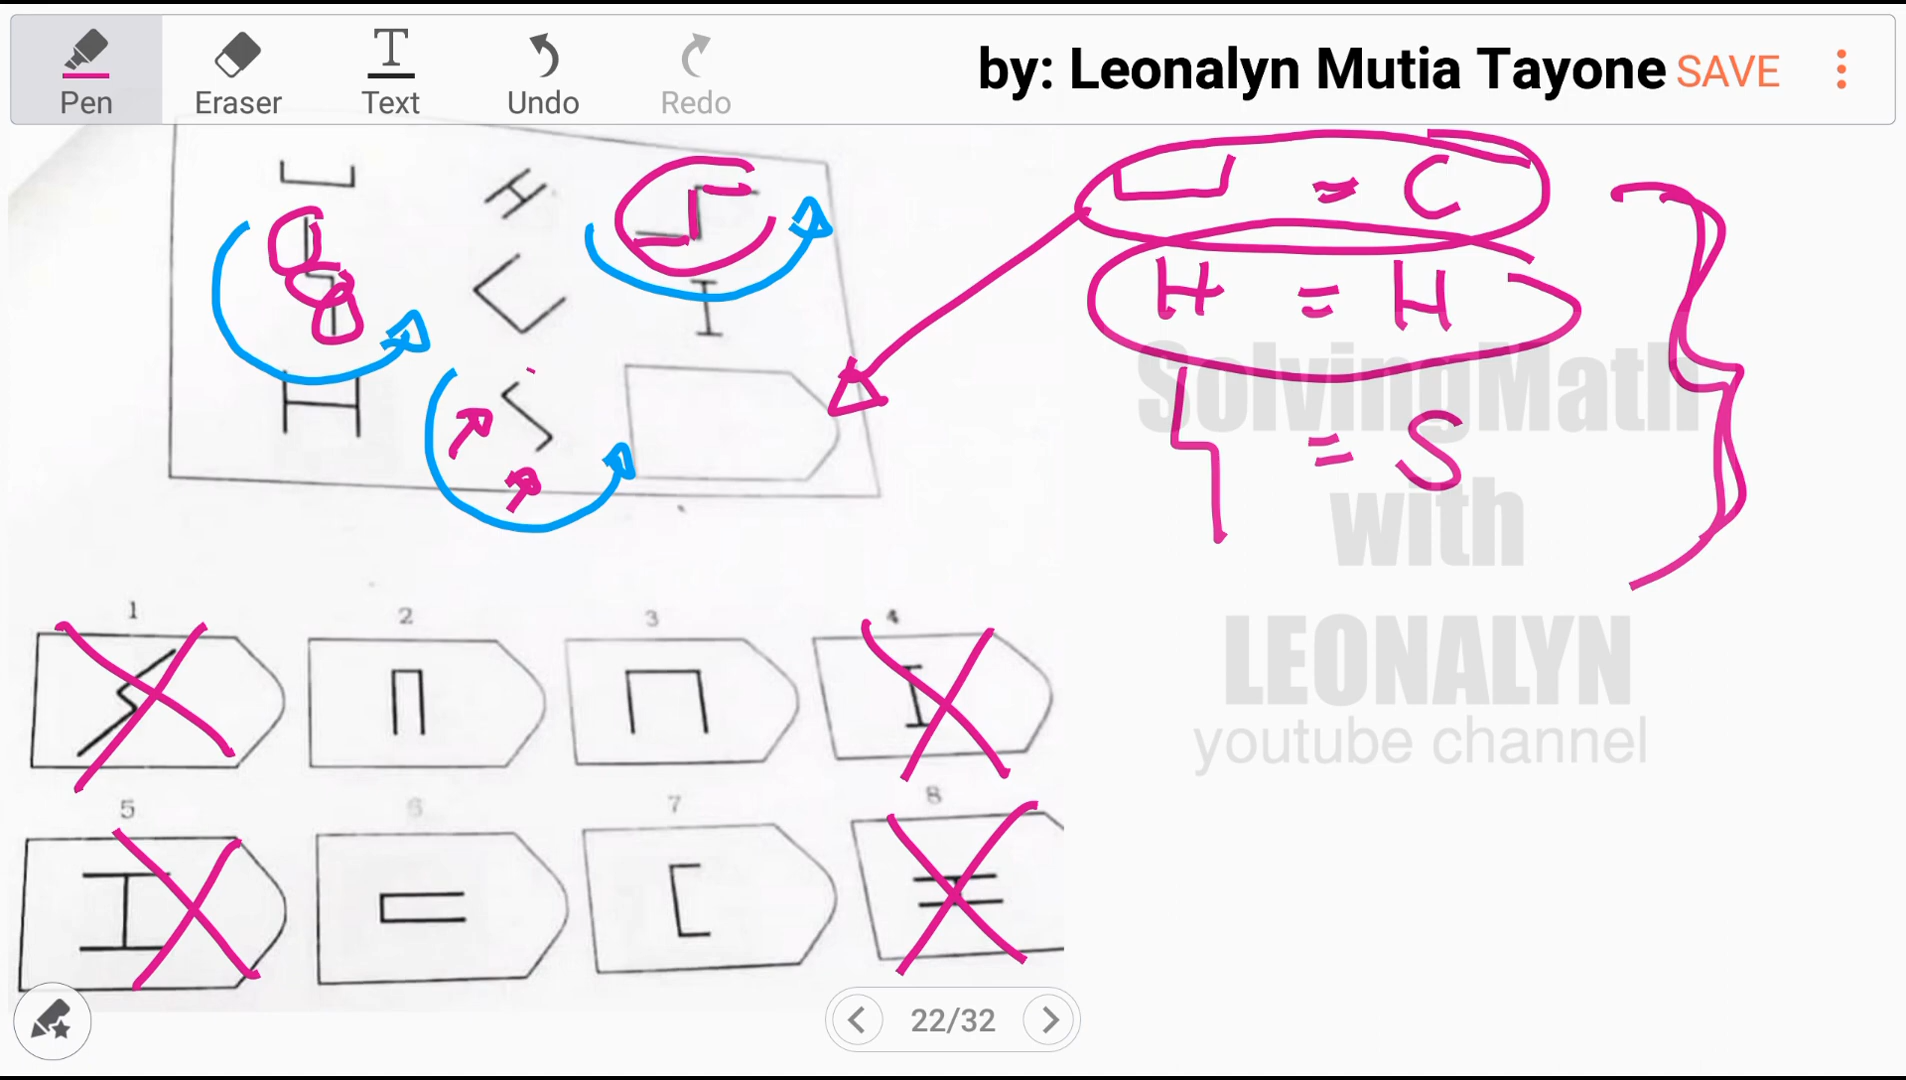 Pen
Eraser
Text
Undo
Redo
by: Leonalyn Mutia Tayone
SAVE
= C
H = H
= S
SolvingMath
with
LEONALYN
youtube channel
1 2 3 4
5 6 7 8
22/32